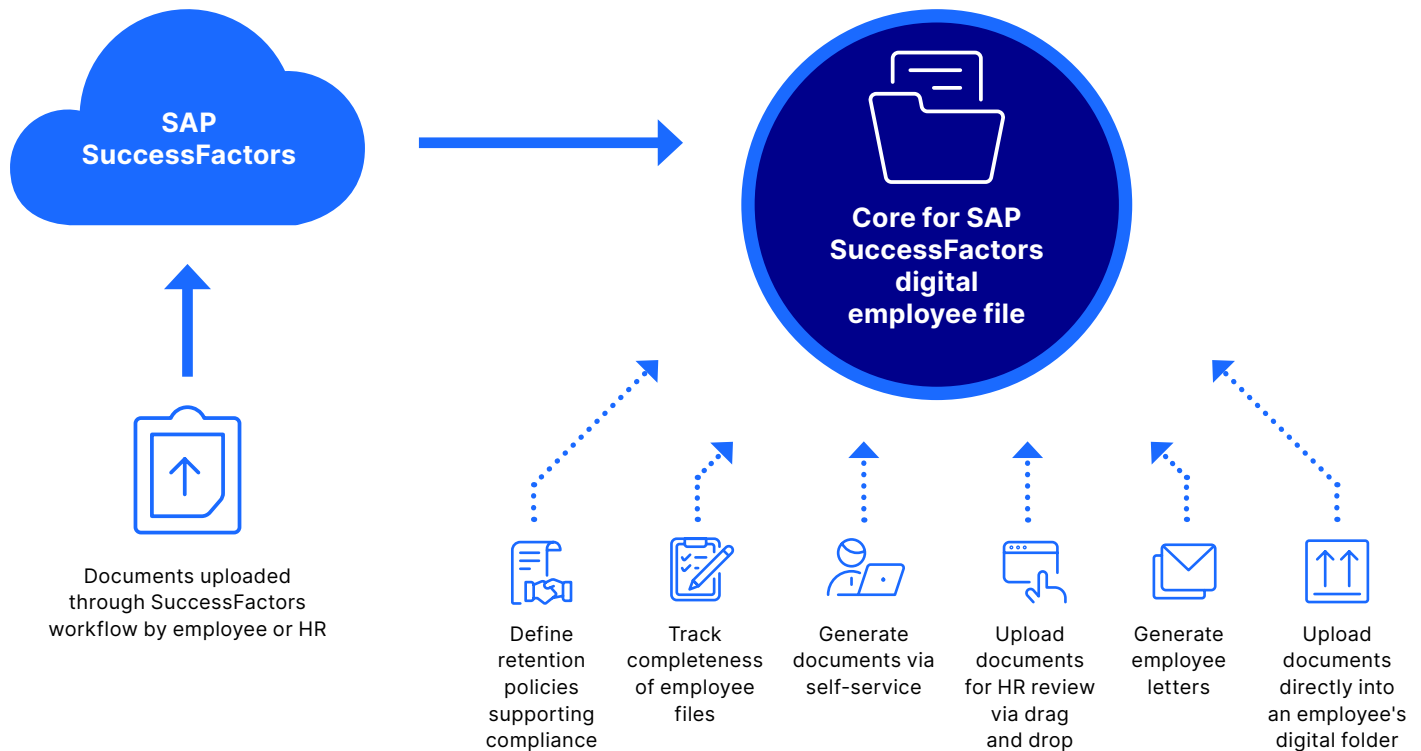 SAP
SuccessFactors
Core for SAP
SuccessFactors
digital
employee file
Documents uploaded
through SuccessFactors
workflow by employee or HR
Define
retention
policies
supporting
compliance
Track
completeness
of employee
files
Generate
documents via
self-service
Upload
documents
for HR review
via drag
and drop
Generate
employee
letters
Upload
documents
directly into
an employee's
digital folder